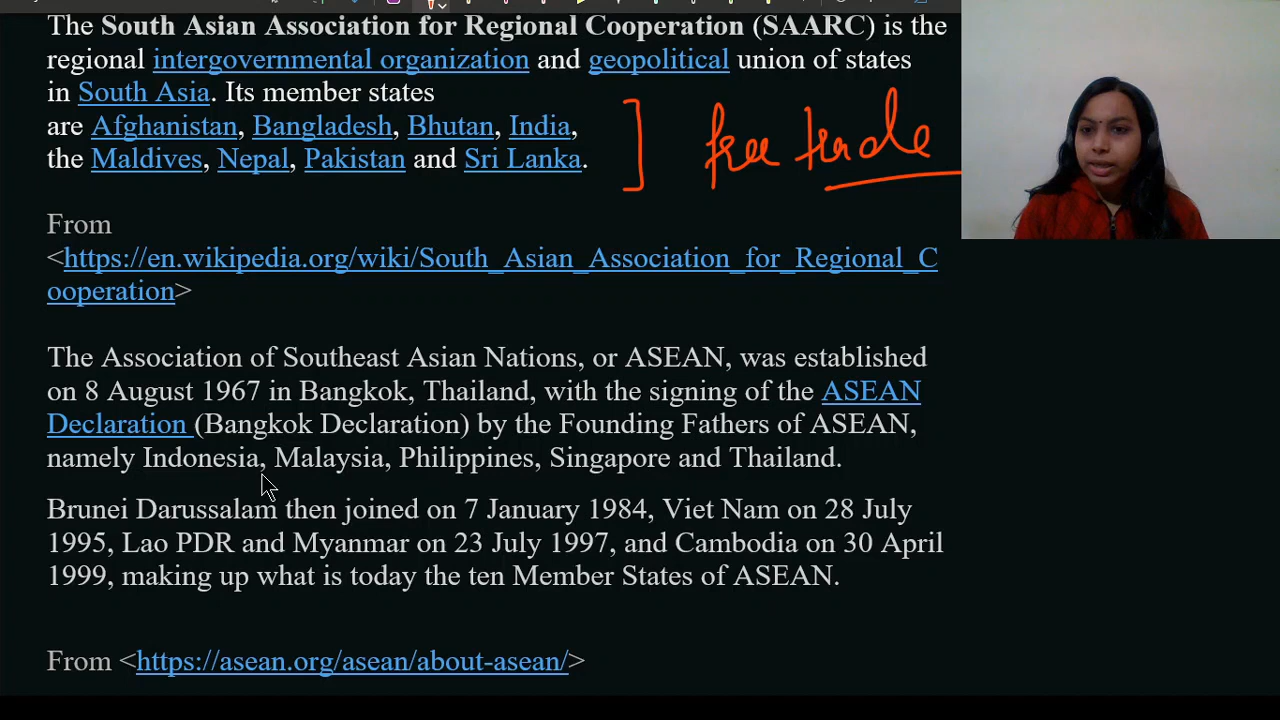 The South Asian Association for Regional Cooperation (SAARC) is the
regional intergovernmental organization and geopolitical union of states
in South Asia. Its member states
are Afghanistan, Bangladesh, Bhutan, India,
the Maldives, Nepal, Pakistan and Sri Lanka.
] free trade
From
<https://en.wikipedia.org/wiki/South_Asian_Association_for_Regional_C
ooperation>
The Association of Southeast Asian Nations, or ASEAN, was established
on 8 August 1967 in Bangkok, Thailand, with the signing of the ASEAN
Declaration (Bangkok Declaration) by the Founding Fathers of ASEAN,
namely Indonesia, Malaysia, Philippines, Singapore and Thailand.
Brunei Darussalam then joined on 7 January 1984, Viet Nam on 28 July
1995, Lao PDR and Myanmar on 23 July 1997, and Cambodia on 30 April
1999, making up what is today the ten Member States of ASEAN.
From <https://asean.org/asean/about-asean/>